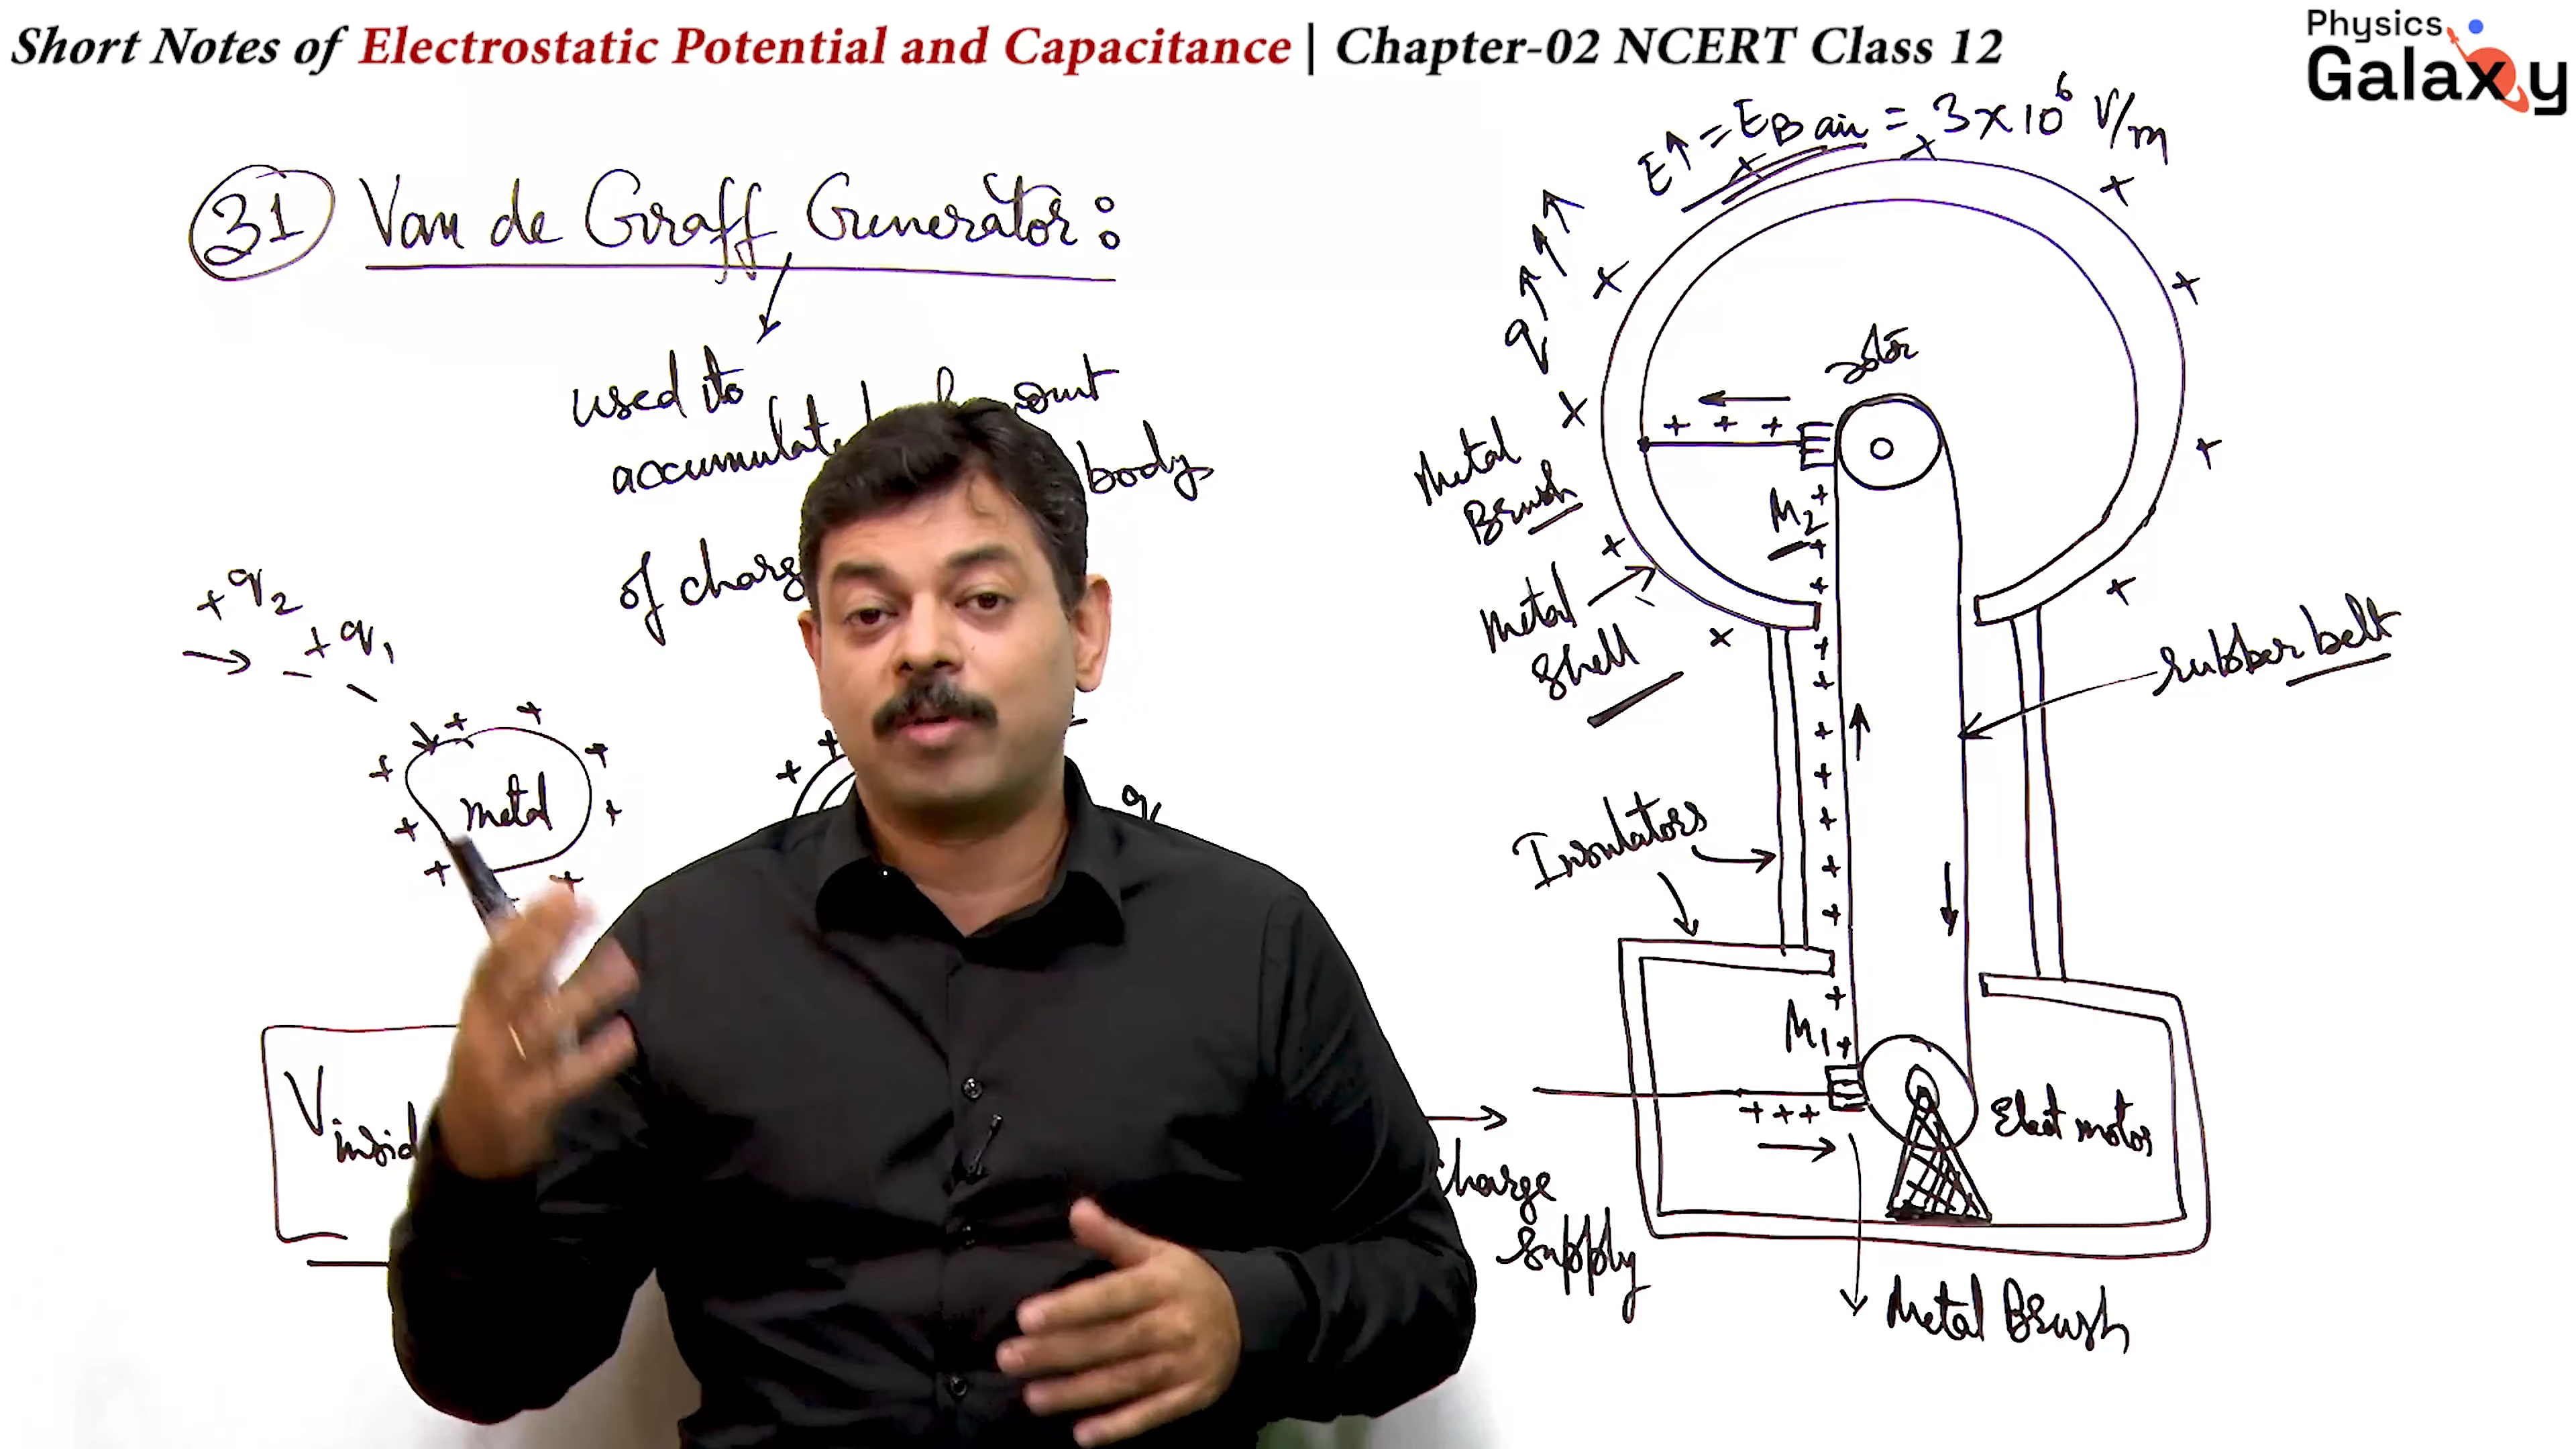 Short Notes of Electrostatic Potential and Capacitance | Chapter-02 NCERT Class 12
Physics
Galaxy
31 Van de Graff Generator :
used to
accumulate
body
of charg
+q2
+q1
metal
q
V insid
E↑ = EB air = 3×10^6 V/m
q↑↑↑
rotor
+ + +
Metal
Brush
M2
Metal
Shell
rubber belt
Insulators
M1
+++
Elect motor
charge
supply
Metal Brush